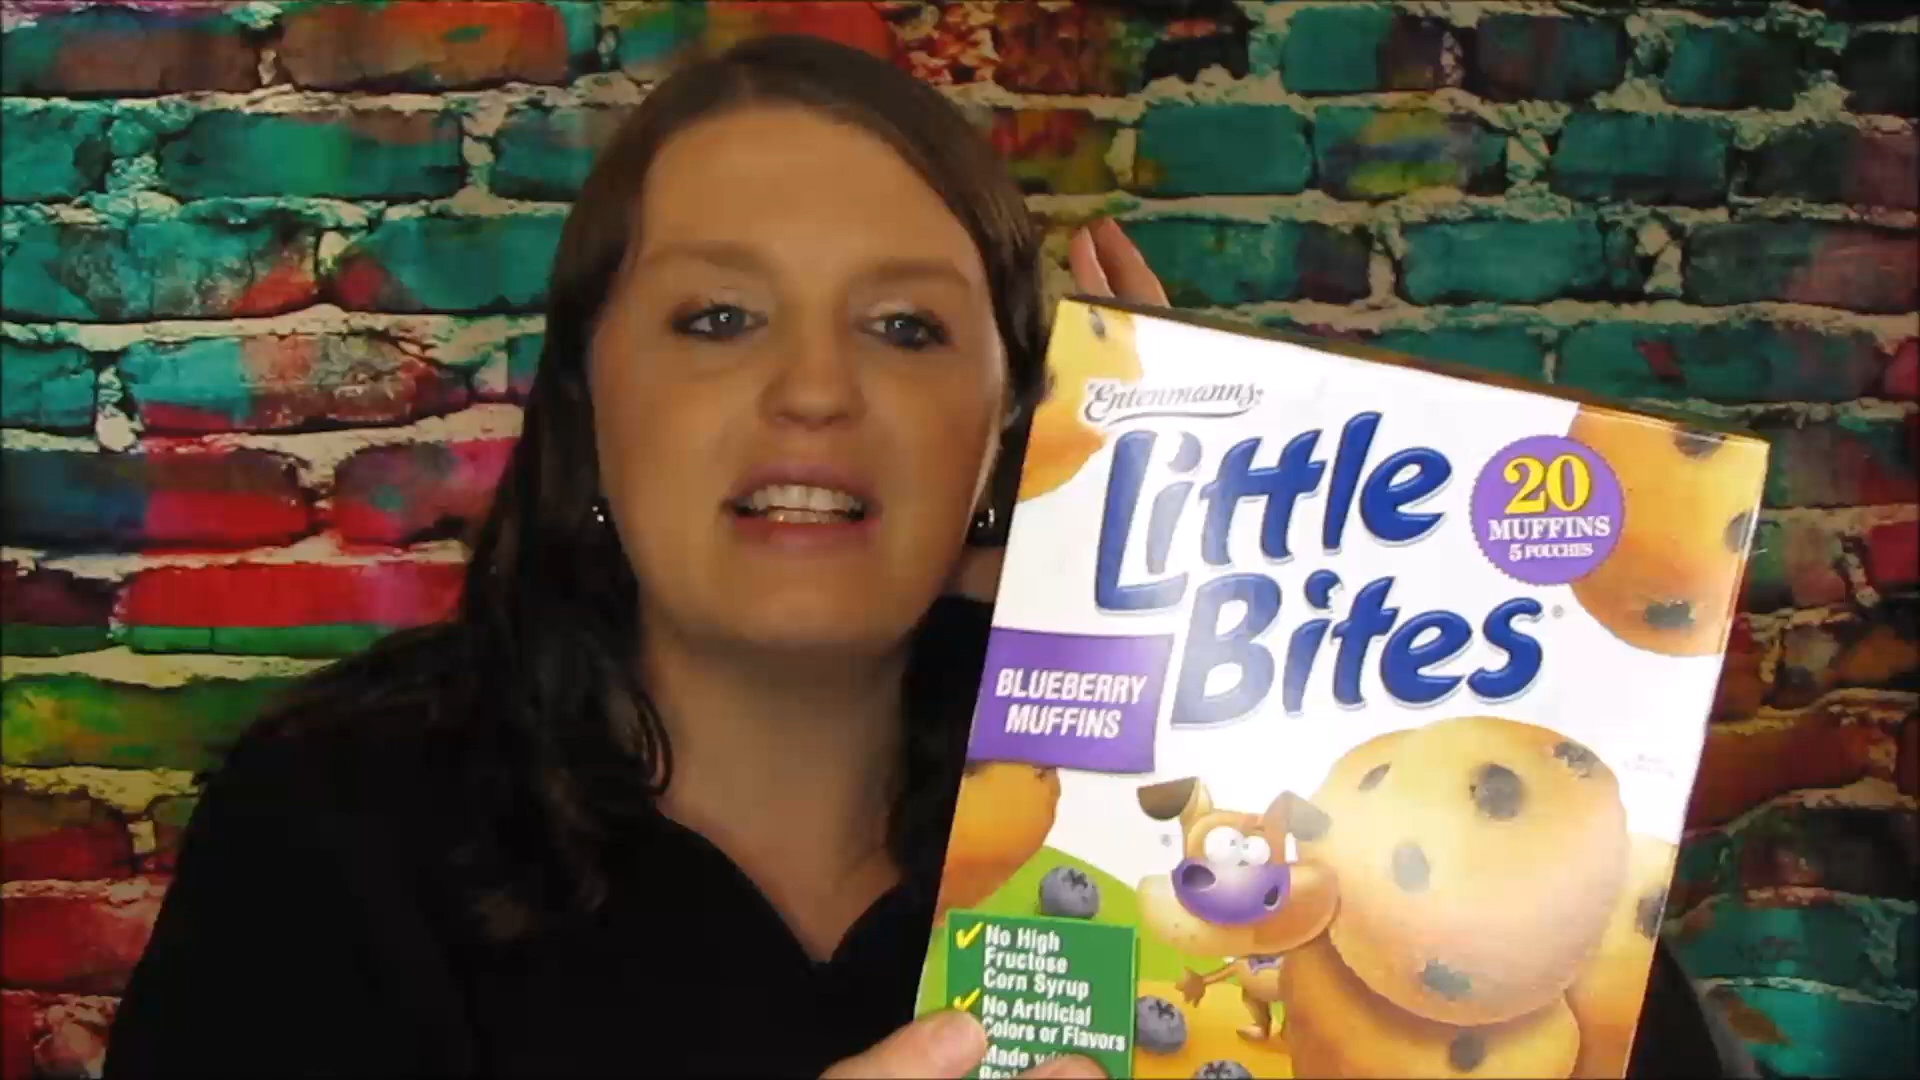 Entenmann's
Little
Bites
20
MUFFINS
5 POUCHES
BLUEBERRY
MUFFINS
No High
Fructose
Corn Syrup
No Artificial
Colors or Flavors
Made